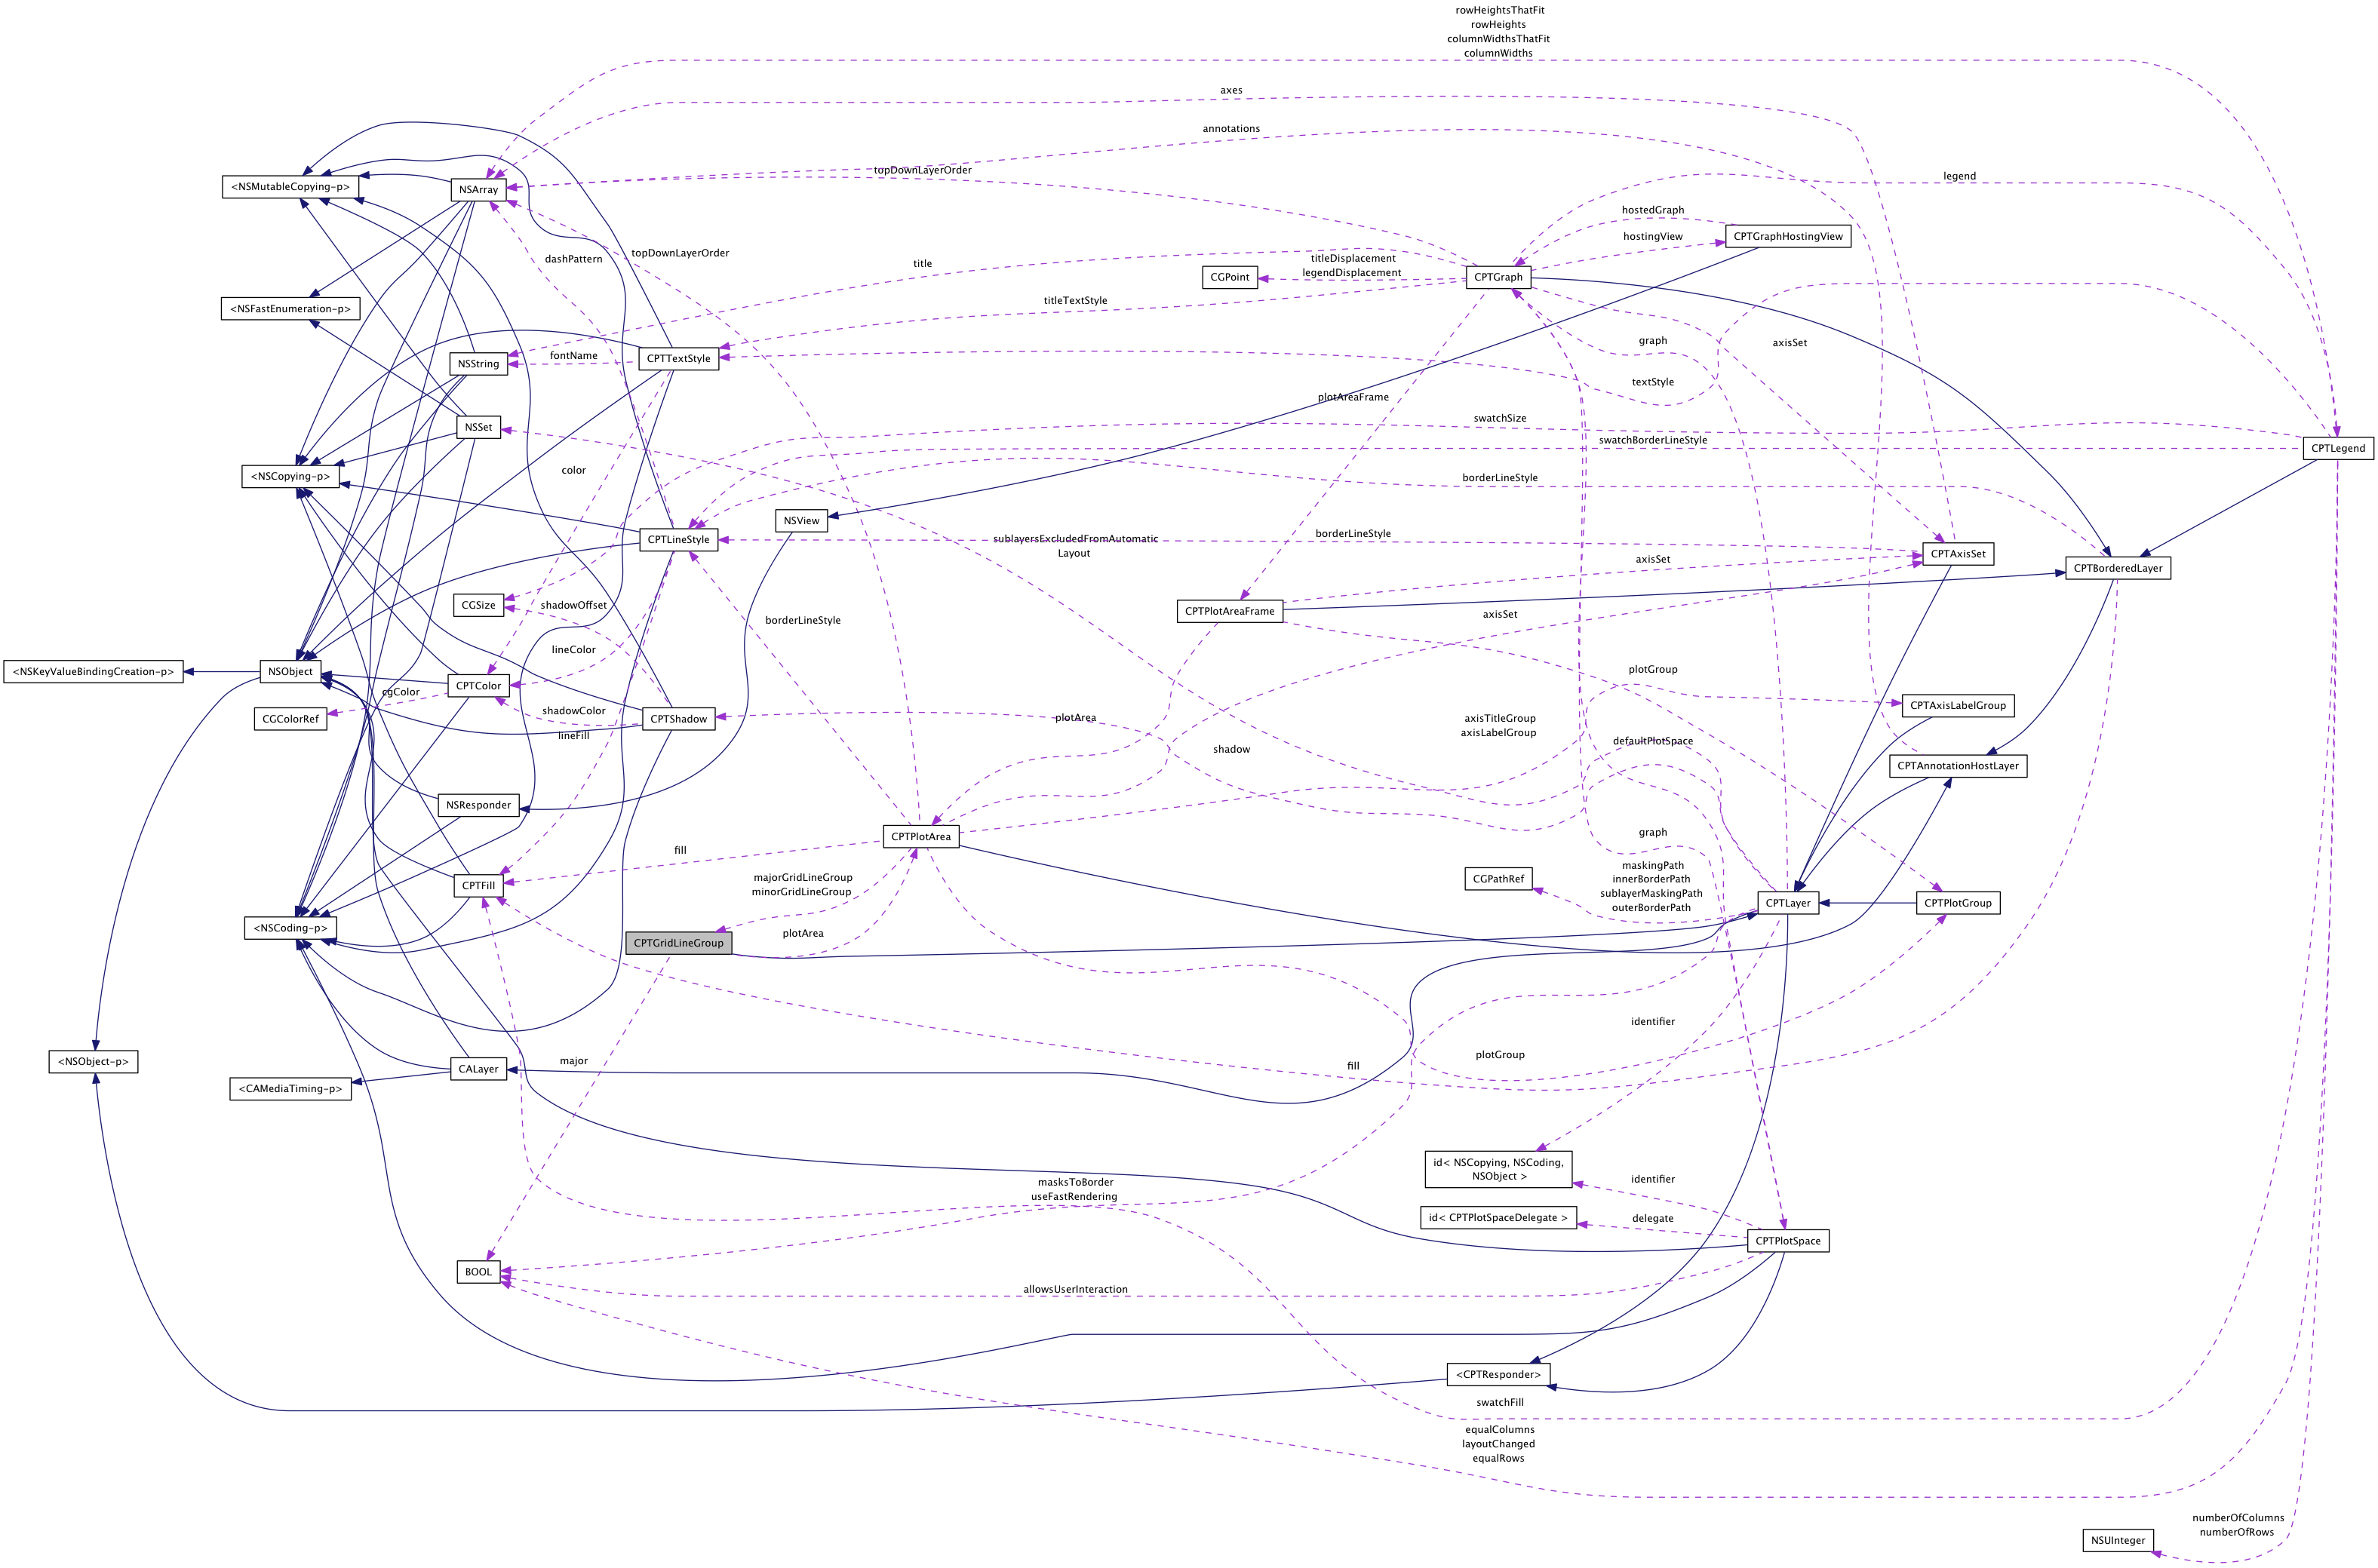 rowHeightsThatFit
rowHeights
columnWidthsThatFit
columnWidths
axes
annotations
topDownLayerOrder
legend
<NSMutableCopying-p>
NSArray
hostedGraph
CPTGraphHostingView
hostingView
topDownLayerOrder
dashPattern
title
titleDisplacement
legendDisplacement
CGPoint
CPTGraph
<NSFastEnumeration-p>
titleTextStyle
graph
axisSet
fontName
NSString
CPTTextStyle
textStyle
plotAreaFrame
swatchSize
NSSet
swatchBorderLineStyle
CPTLegend
color
<NSCopying-p>
borderLineStyle
NSView
CPTLineStyle
sublayersExcludedFromAutomatic
Layout
borderLineStyle
CPTAxisSet
axisSet
CPTBorderedLayer
CGSize
shadowOffset
CPTPlotAreaFrame
borderLineStyle
axisSet
lineColor
<NSKeyValueBindingCreation-p>
NSObject
plotGroup
CPTColor
cgColor
CGColorRef
shadowColor
CPTShadow
plotArea
axisTitleGroup
axisLabelGroup
CPTAxisLabelGroup
lineFill
shadow
defaultPlotSpace
CPTAnnotationHostLayer
NSResponder
CPTPlotArea
graph
fill
maskingPath
innerBorderPath
sublayerMaskingPath
outerBorderPath
CGPathRef
majorGridLineGroup
minorGridLineGroup
CPTFill
CPTLayer
CPTPlotGroup
<NSCoding-p>
CPTGridLineGroup
plotArea
identifier
<NSObject-p>
CALayer
major
fill
plotGroup
<CAMediaTiming-p>
id< NSCopying, NSCoding,
NSObject >
identifier
masksToBorder
useFastRendering
id< CPTPlotSpaceDelegate >
delegate
CPTPlotSpace
BOOL
allowsUserInteraction
<CPTResponder>
swatchFill
equalColumns
layoutChanged
equalRows
numberOfColumns
numberOfRows
NSUInteger